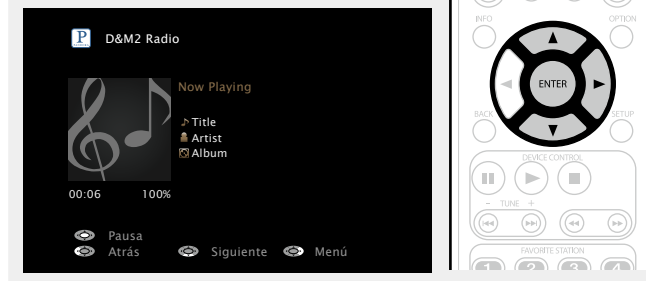 P
D&M2 Radio
Now Playing
Title
Artist
Album
00:06 100%
Pausa
Atrás Siguiente Menú
INFO
OPTION
ENTER
BACK
SETUP
DEVICE CONTROL
- TUNE +
FAVORITE STATION
1 2 3 4